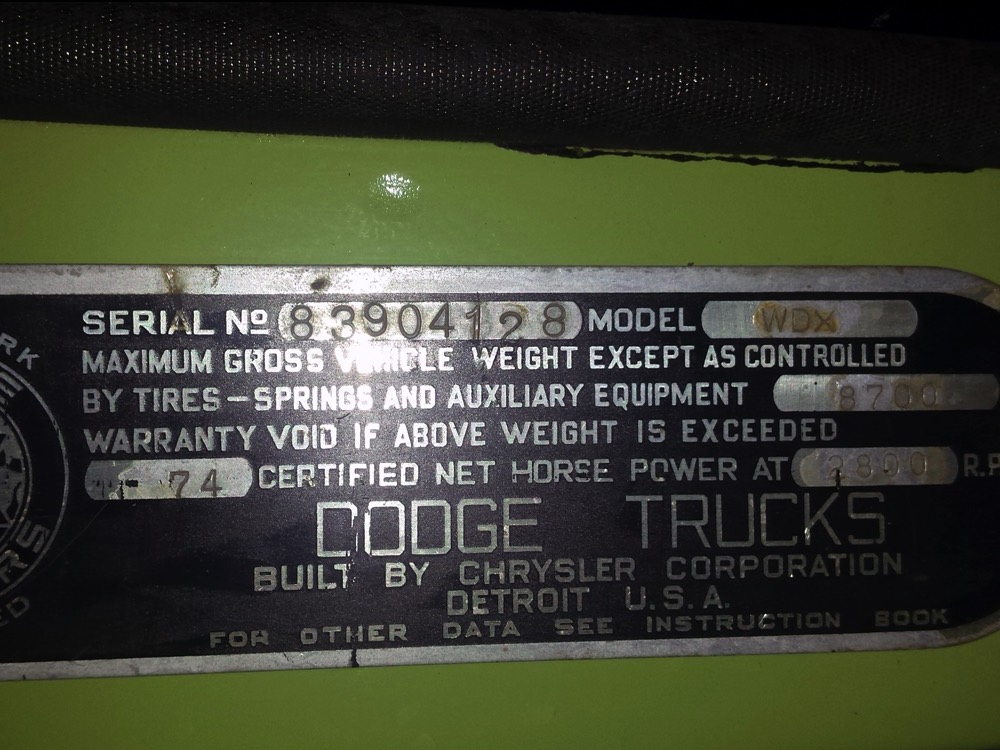 SERIAL Nº 83904128 MODEL WDX
MAXIMUM GROSS VEHICLE WEIGHT EXCEPT AS CONTROLLED
BY TIRES – SPRINGS AND AUXILIARY EQUIPMENT 8700
WARRANTY VOID IF ABOVE WEIGHT IS EXCEEDED
74 CERTIFIED NET HORSE POWER AT 2800 R.P
DODGE TRUCKS
BUILT BY CHRYSLER CORPORATION
DETROIT U.S.A.
FOR OTHER DATA SEE INSTRUCTION BOOK